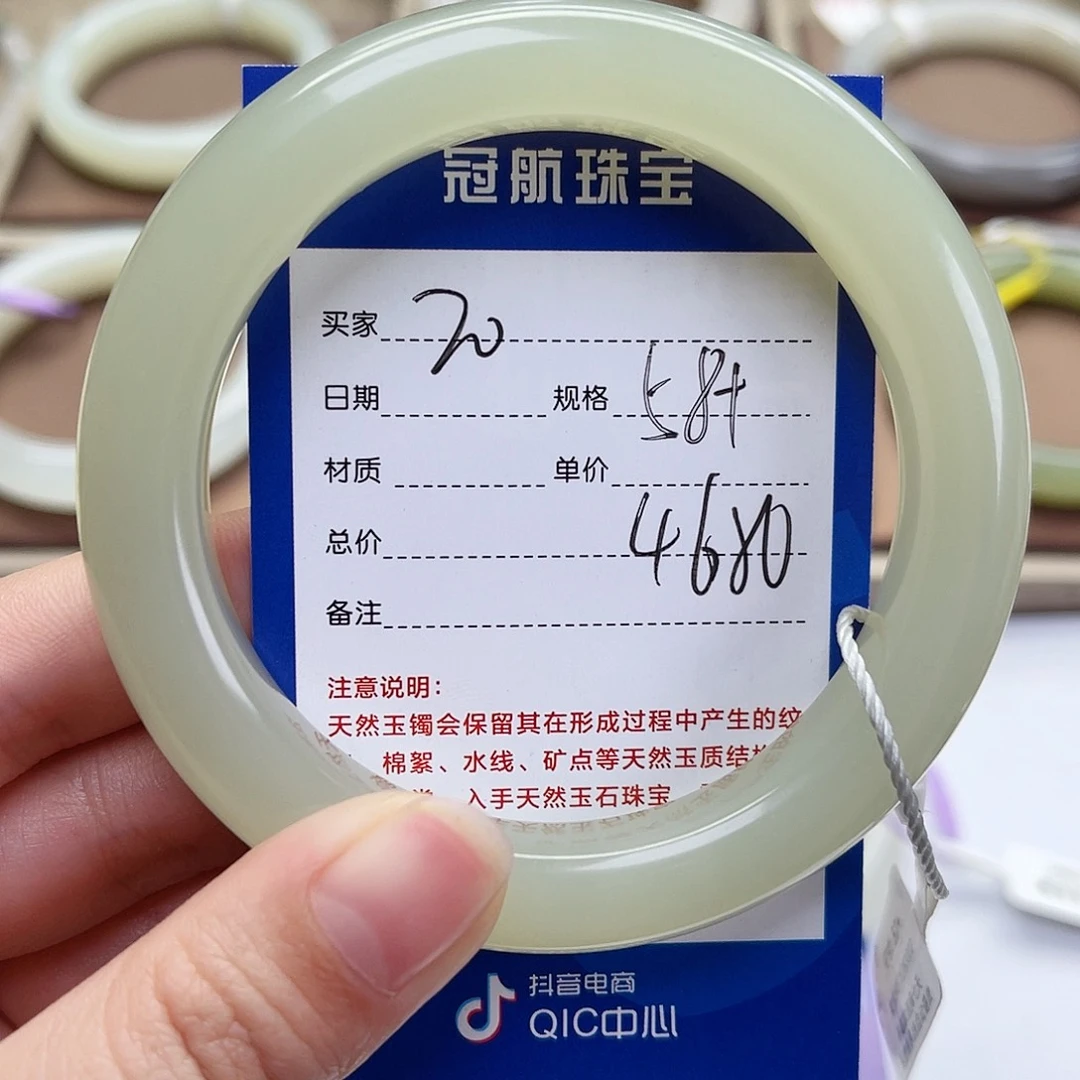 冠航珠宝
买家 20
日期 规格 58+
材质 单价
总价 4680
备注
注意说明：
天然玉镯会保留其在形成过程中产生的纹
棉絮、水线、矿点等天然玉质结构
入手天然玉石珠宝
抖音电商
QIC中心